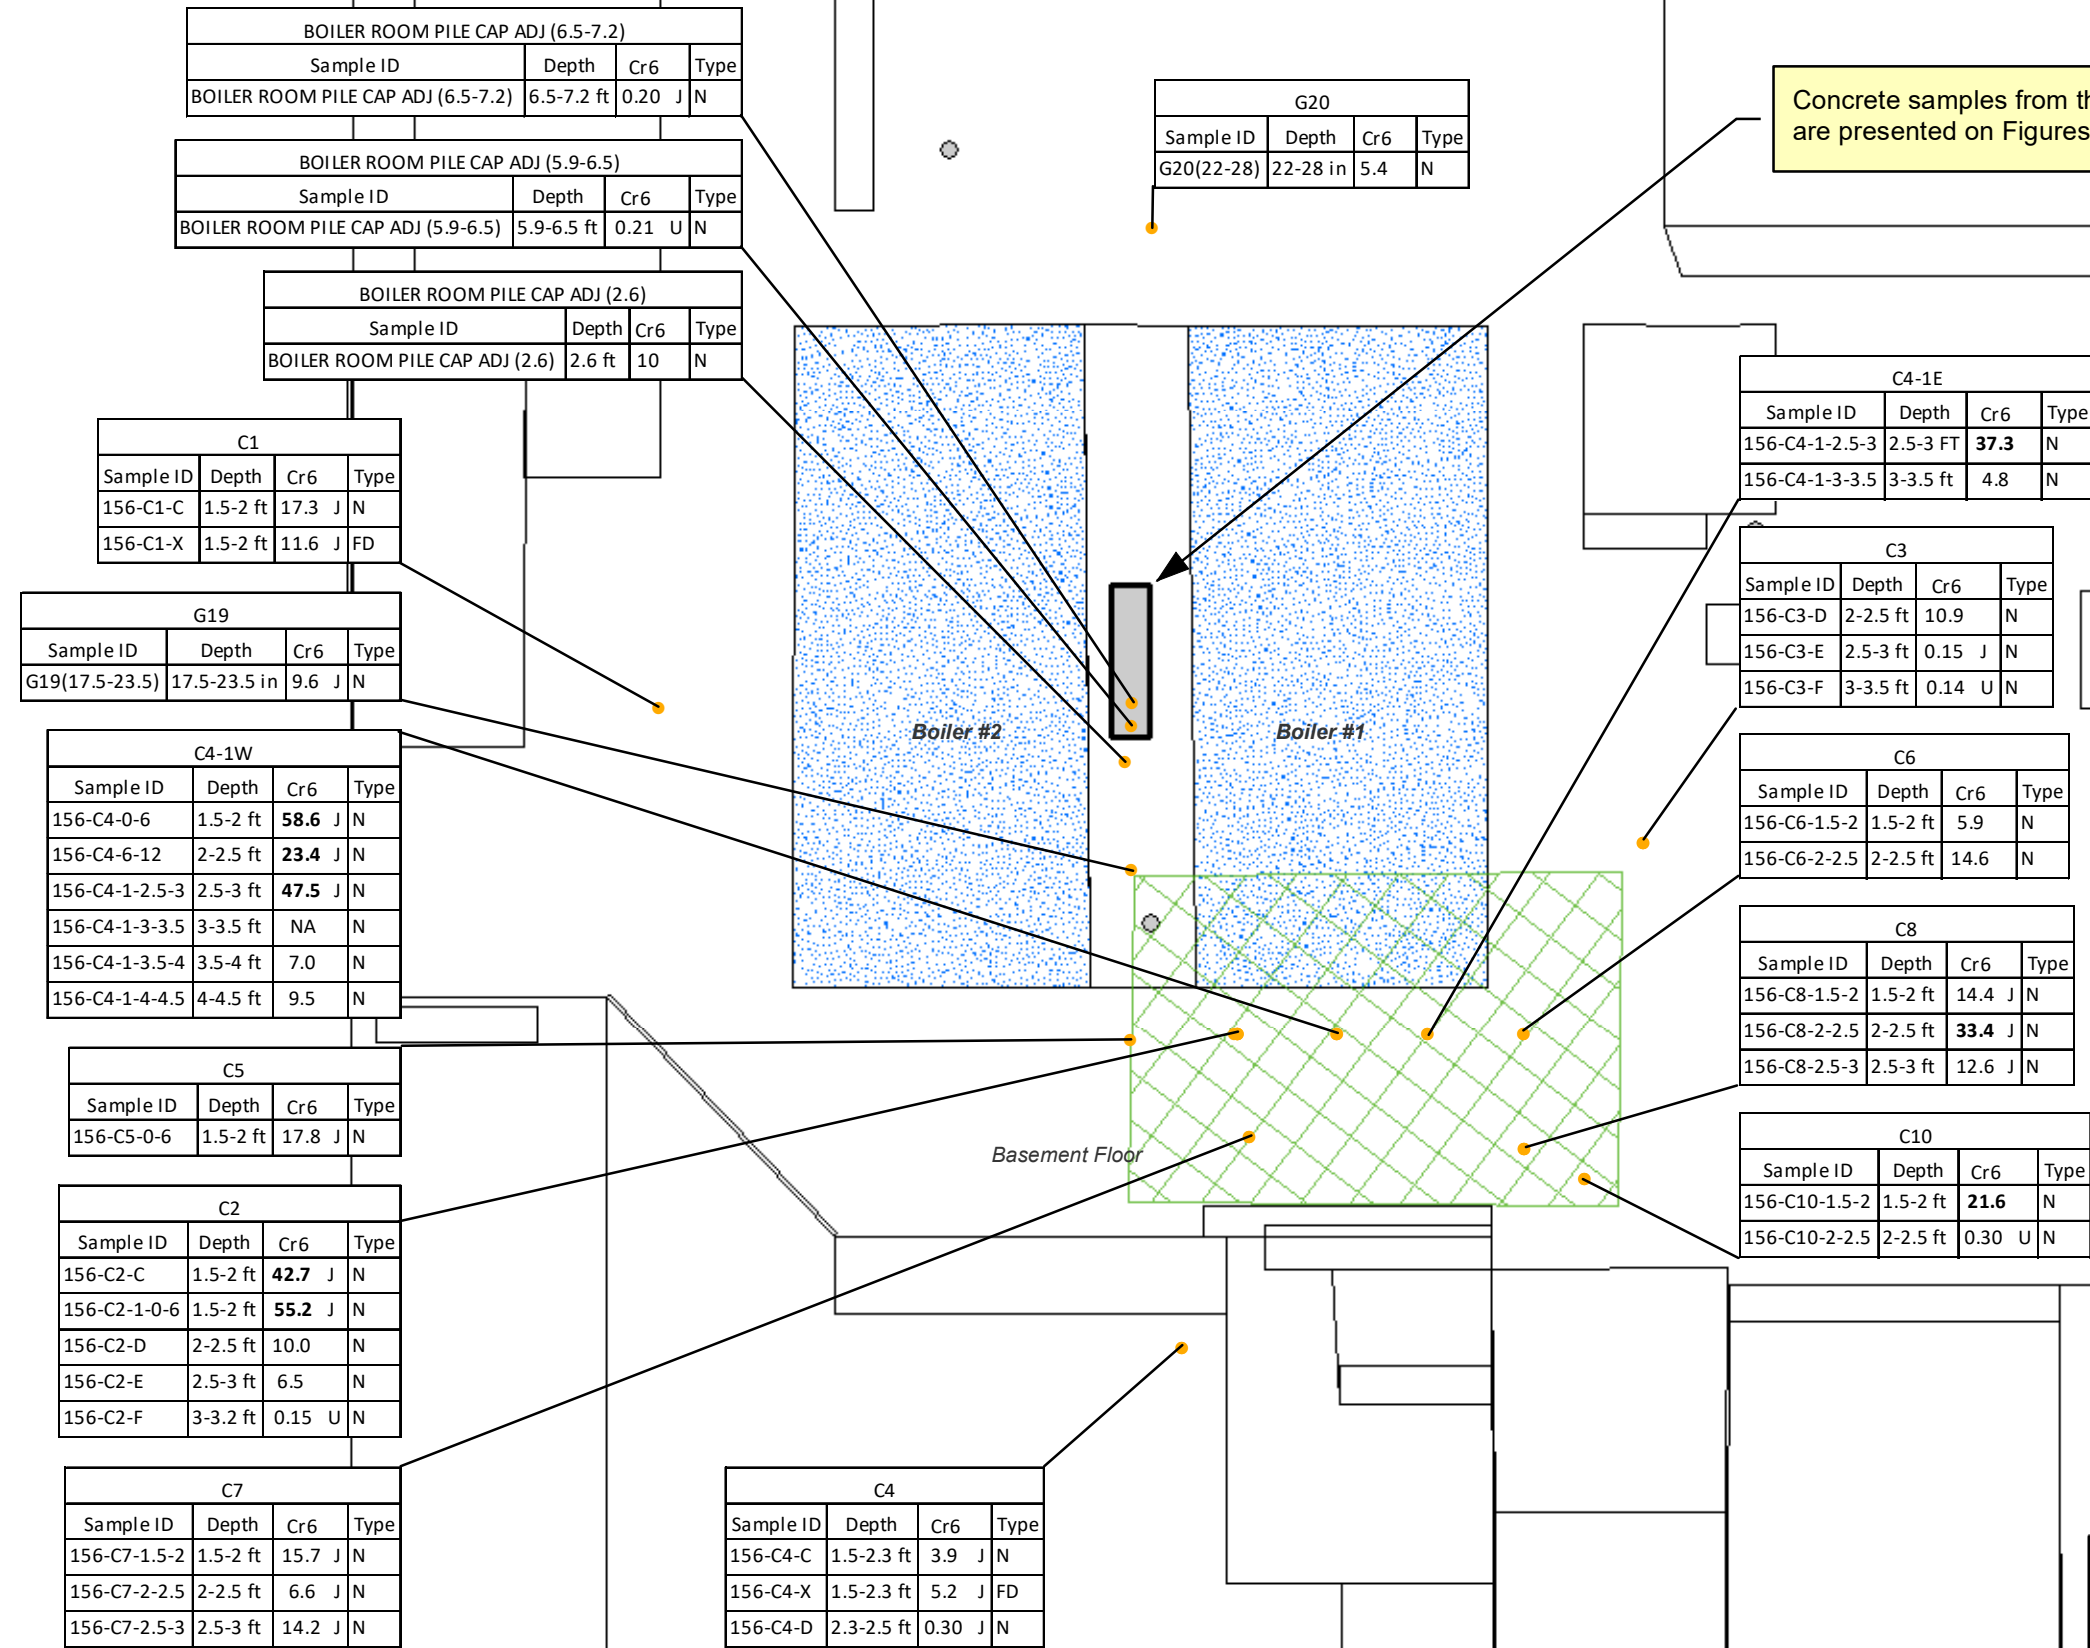 BOILER ROOM PILE CAP ADJ (6.5-7.2)
Sample ID Depth Cr6 Type
BOILER ROOM PILE CAP ADJ (6.5-7.2) 6.5-7.2 ft 0.20 J N
BOILER ROOM PILE CAP ADJ (5.9-6.5)
Sample ID Depth Cr6 Type
BOILER ROOM PILE CAP ADJ (5.9-6.5) 5.9-6.5 ft 0.21 U N
BOILER ROOM PILE CAP ADJ (2.6)
Sample ID Depth Cr6 Type
BOILER ROOM PILE CAP ADJ (2.6) 2.6 ft 10 N
G20
Sample ID Depth Cr6 Type
G20(22-28) 22-28 in 5.4 N
Concrete samples from th
are presented on Figures
C1
Sample ID Depth Cr6 Type
156-C1-C 1.5-2 ft 17.3 J N
156-C1-X 1.5-2 ft 11.6 J FD
G19
Sample ID Depth Cr6 Type
G19(17.5-23.5) 17.5-23.5 in 9.6 J N
C4-1W
Sample ID Depth Cr6 Type
156-C4-0-6 1.5-2 ft 58.6 J N
156-C4-6-12 2-2.5 ft 23.4 J N
156-C4-1-2.5-3 2.5-3 ft 47.5 J N
156-C4-1-3-3.5 3-3.5 ft NA N
156-C4-1-3.5-4 3.5-4 ft 7.0 N
156-C4-1-4-4.5 4-4.5 ft 9.5 N
C5
Sample ID Depth Cr6 Type
156-C5-0-6 1.5-2 ft 17.8 J N
C2
Sample ID Depth Cr6 Type
156-C2-C 1.5-2 ft 42.7 J N
156-C2-1-0-6 1.5-2 ft 55.2 J N
156-C2-D 2-2.5 ft 10.0 N
156-C2-E 2.5-3 ft 6.5 N
156-C2-F 3-3.2 ft 0.15 U N
C7
Sample ID Depth Cr6 Type
156-C7-1.5-2 1.5-2 ft 15.7 J N
156-C7-2-2.5 2-2.5 ft 6.6 J N
156-C7-2.5-3 2.5-3 ft 14.2 J N
Boiler #2
Boiler #1
Basement Floor
C4
Sample ID Depth Cr6 Type
156-C4-C 1.5-2.3 ft 3.9 J N
156-C4-X 1.5-2.3 ft 5.2 J FD
156-C4-D 2.3-2.5 ft 0.30 J N
C4-1E
Sample ID Depth Cr6 Type
156-C4-1-2.5-3 2.5-3 FT 37.3 N
156-C4-1-3-3.5 3-3.5 ft 4.8 N
C3
Sample ID Depth Cr6 Type
156-C3-D 2-2.5 ft 10.9 N
156-C3-E 2.5-3 ft 0.15 J N
156-C3-F 3-3.5 ft 0.14 U N
C6
Sample ID Depth Cr6 Type
156-C6-1.5-2 1.5-2 ft 5.9 N
156-C6-2-2.5 2-2.5 ft 14.6 N
C8
Sample ID Depth Cr6 Type
156-C8-1.5-2 1.5-2 ft 14.4 J N
156-C8-2-2.5 2-2.5 ft 33.4 J N
156-C8-2.5-3 2.5-3 ft 12.6 J N
C10
Sample ID Depth Cr6 Type
156-C10-1.5-2 1.5-2 ft 21.6 N
156-C10-2-2.5 2-2.5 ft 0.30 U N